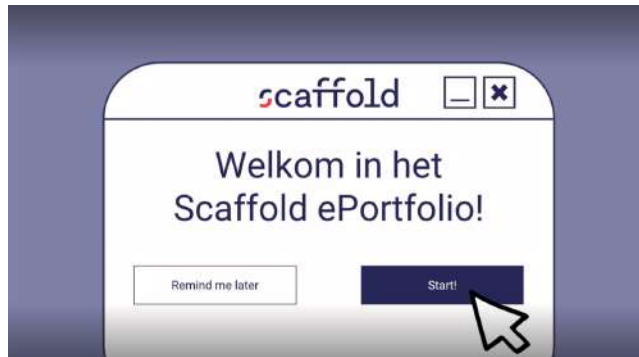 scaffold
Welkom in het
Scaffold ePortfolio!
Remind me later
Start!